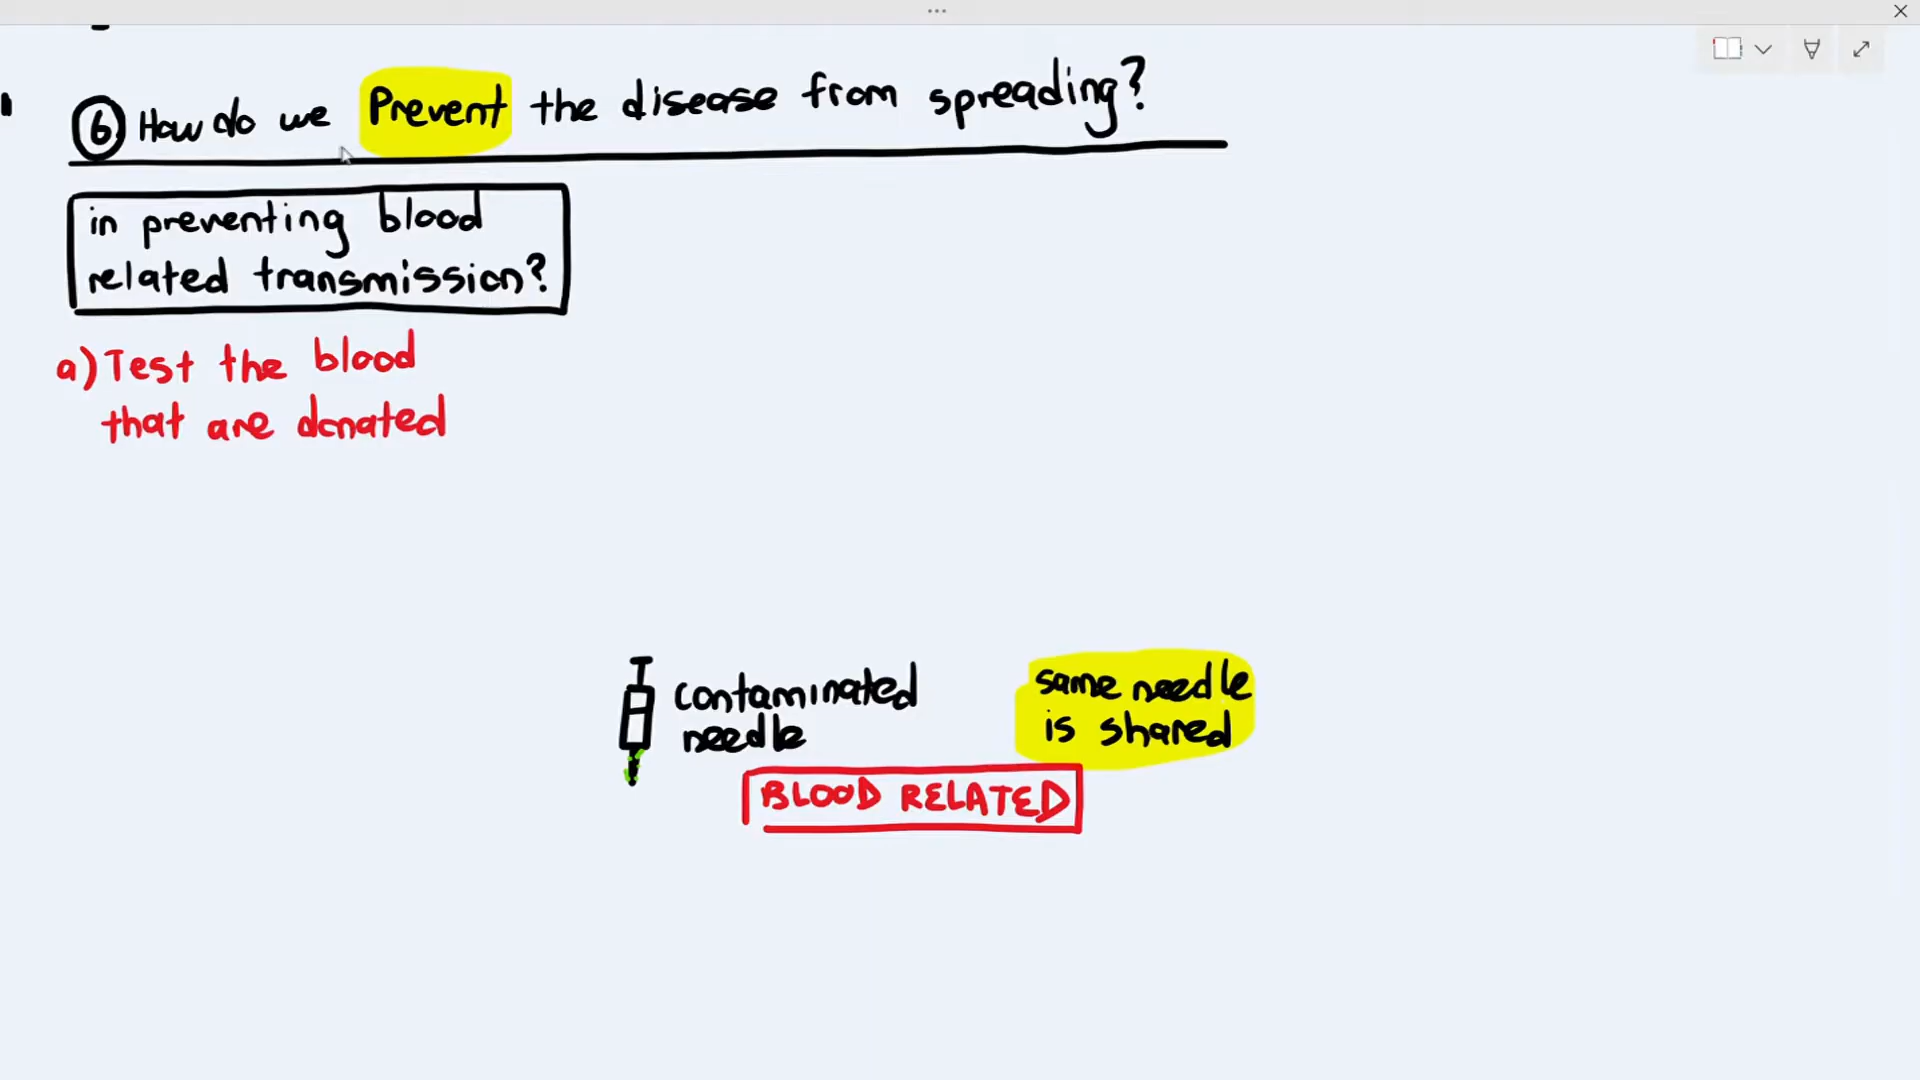 6 How do we Prevent the disease from spreading?
in preventing blood
related transmission?
a) Test the blood
that are donated
contaminated
needle
same needle
is shared
BLOOD RELATED